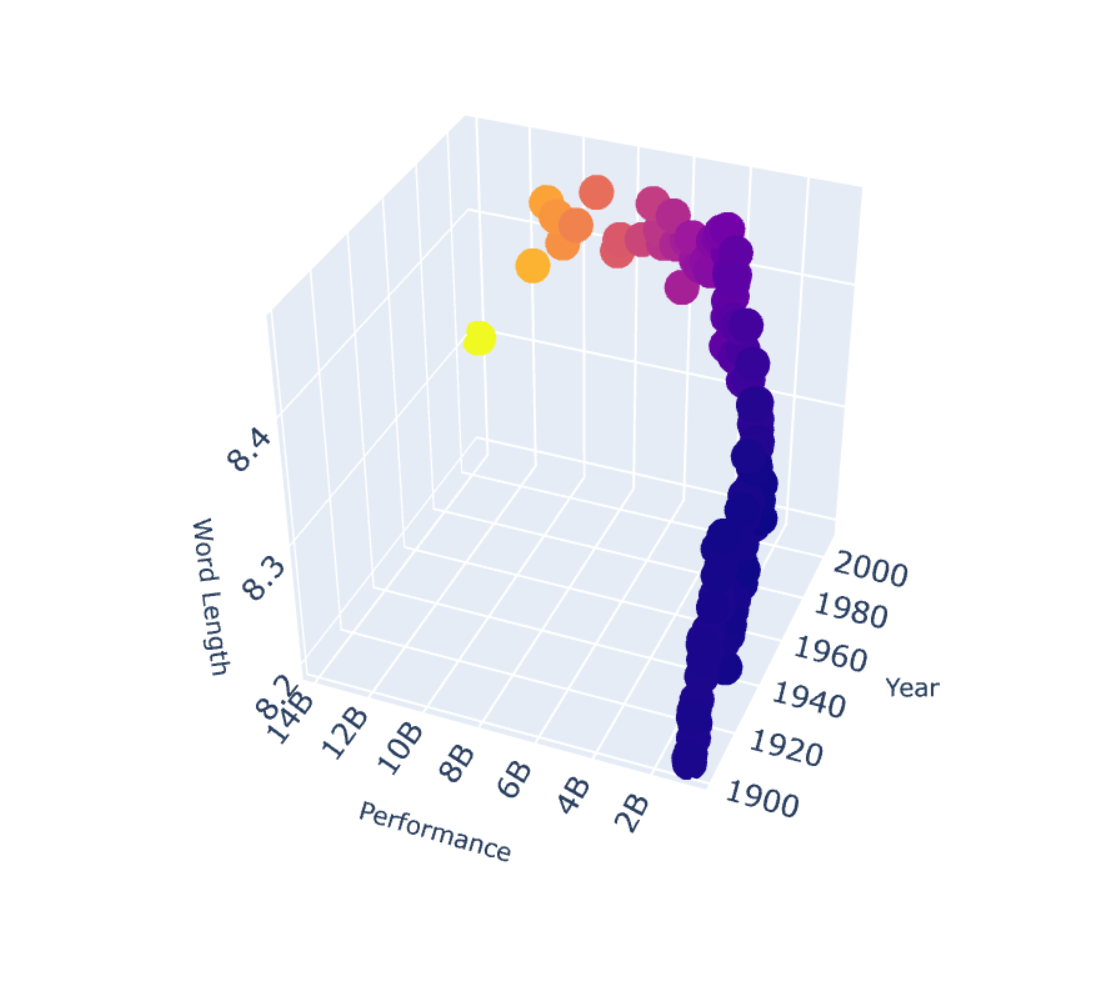 8.4
8.3
8.2
Word Length
14B
12B
10B
8B
6B
4B
2B
Performance
2000
1980
1960
1940
1920
1900
Year